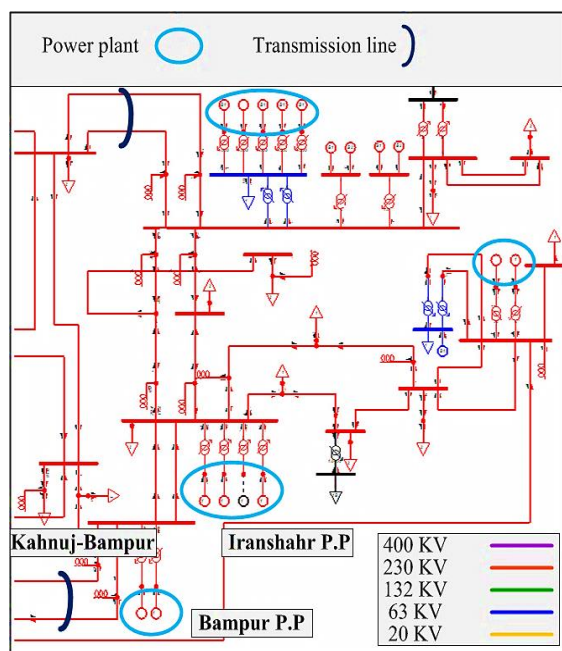 Power plant
Transmission line
Kahnuj-Bampur
Iranshahr P.P
Bampur P.P
400 KV
230 KV
132 KV
63 KV
20 KV